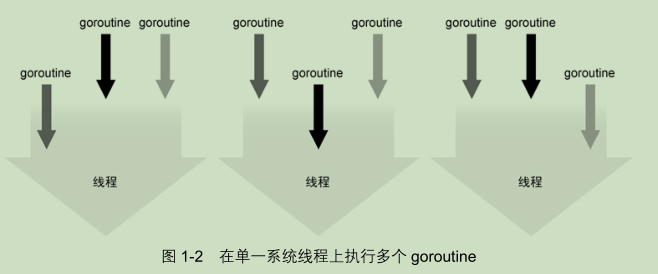 goroutine goroutine goroutine goroutine goroutine goroutine
goroutine goroutine goroutine
线程 线程 线程
图 1-2 在单一系统线程上执行多个 goroutine